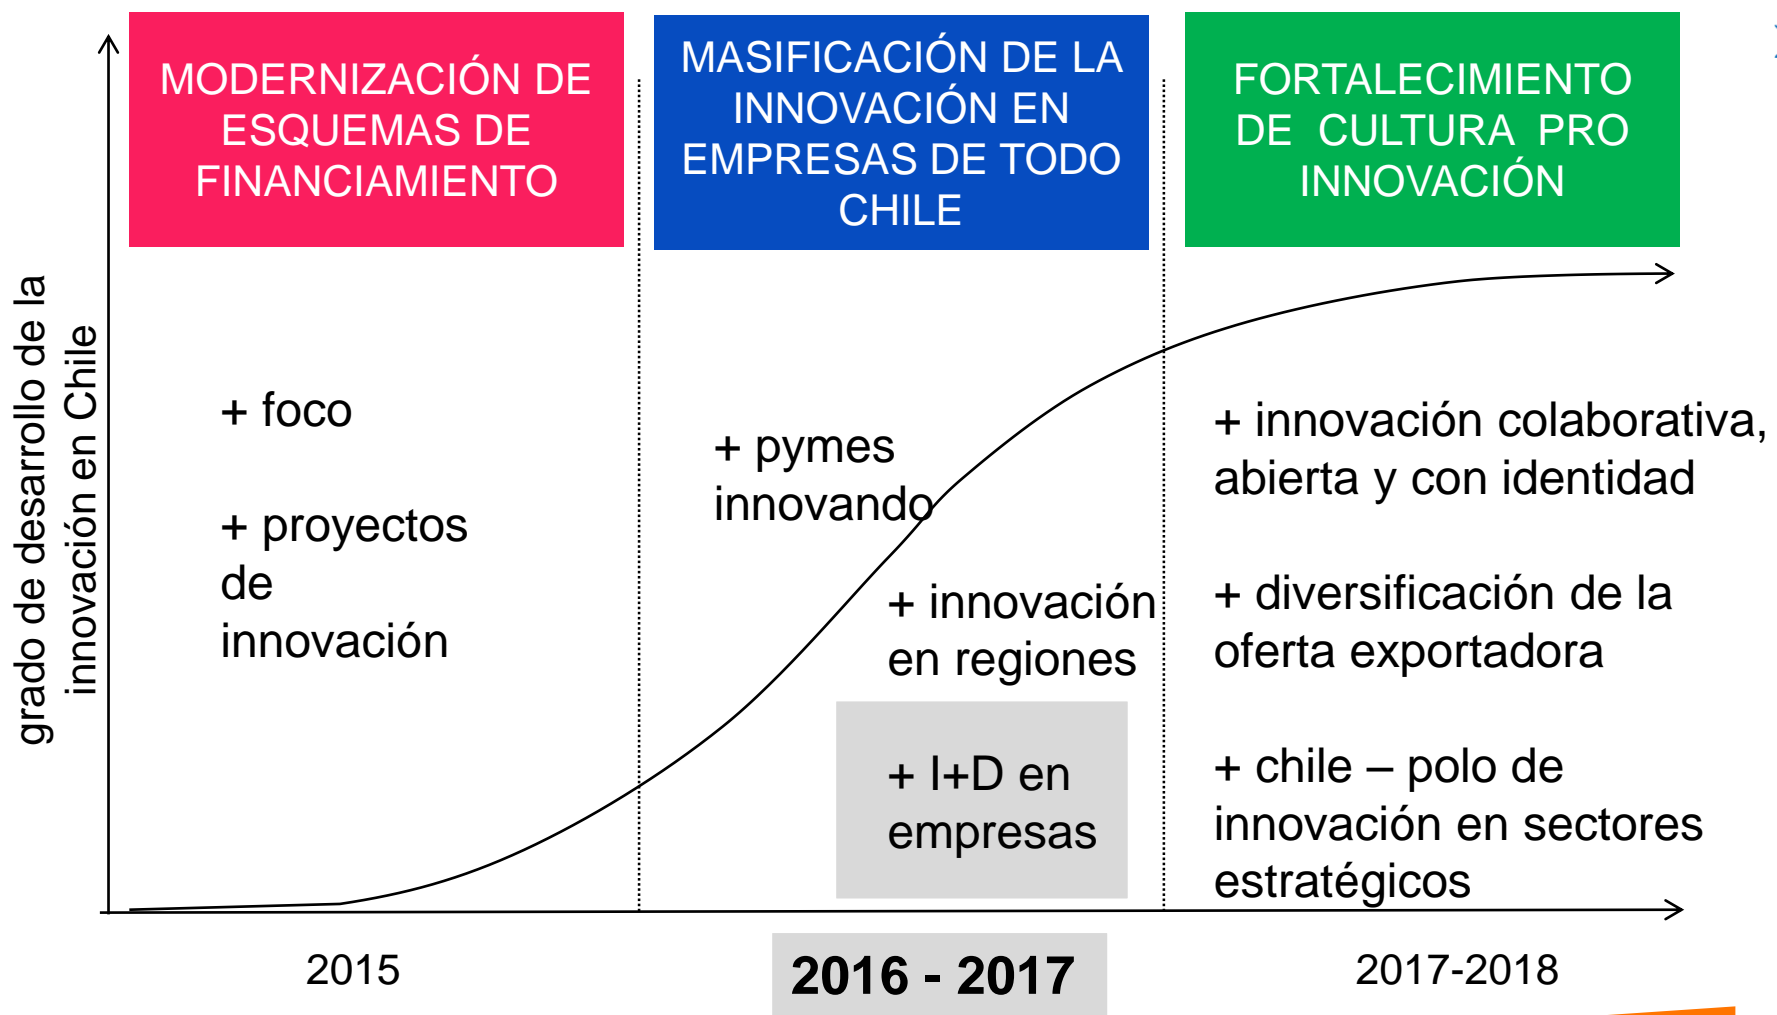 MODERNIZACIÓN DE
ESQUEMAS DE
FINANCIAMIENTO
MASIFICACIÓN DE LA
INNOVACIÓN EN
EMPRESAS DE TODO
CHILE
FORTALECIMIENTO
DE CULTURA PRO
INNOVACIÓN
grado de desarrollo de la
innovación en Chile
+ foco
+ proyectos
de
innovación
+ pymes
innovando
+ innovación
en regiones
+ I+D en
empresas
+ innovación colaborativa,
abierta y con identidad
+ diversificación de la
oferta exportadora
+ chile – polo de
innovación en sectores
estratégicos
2015
2016 - 2017
2017-2018